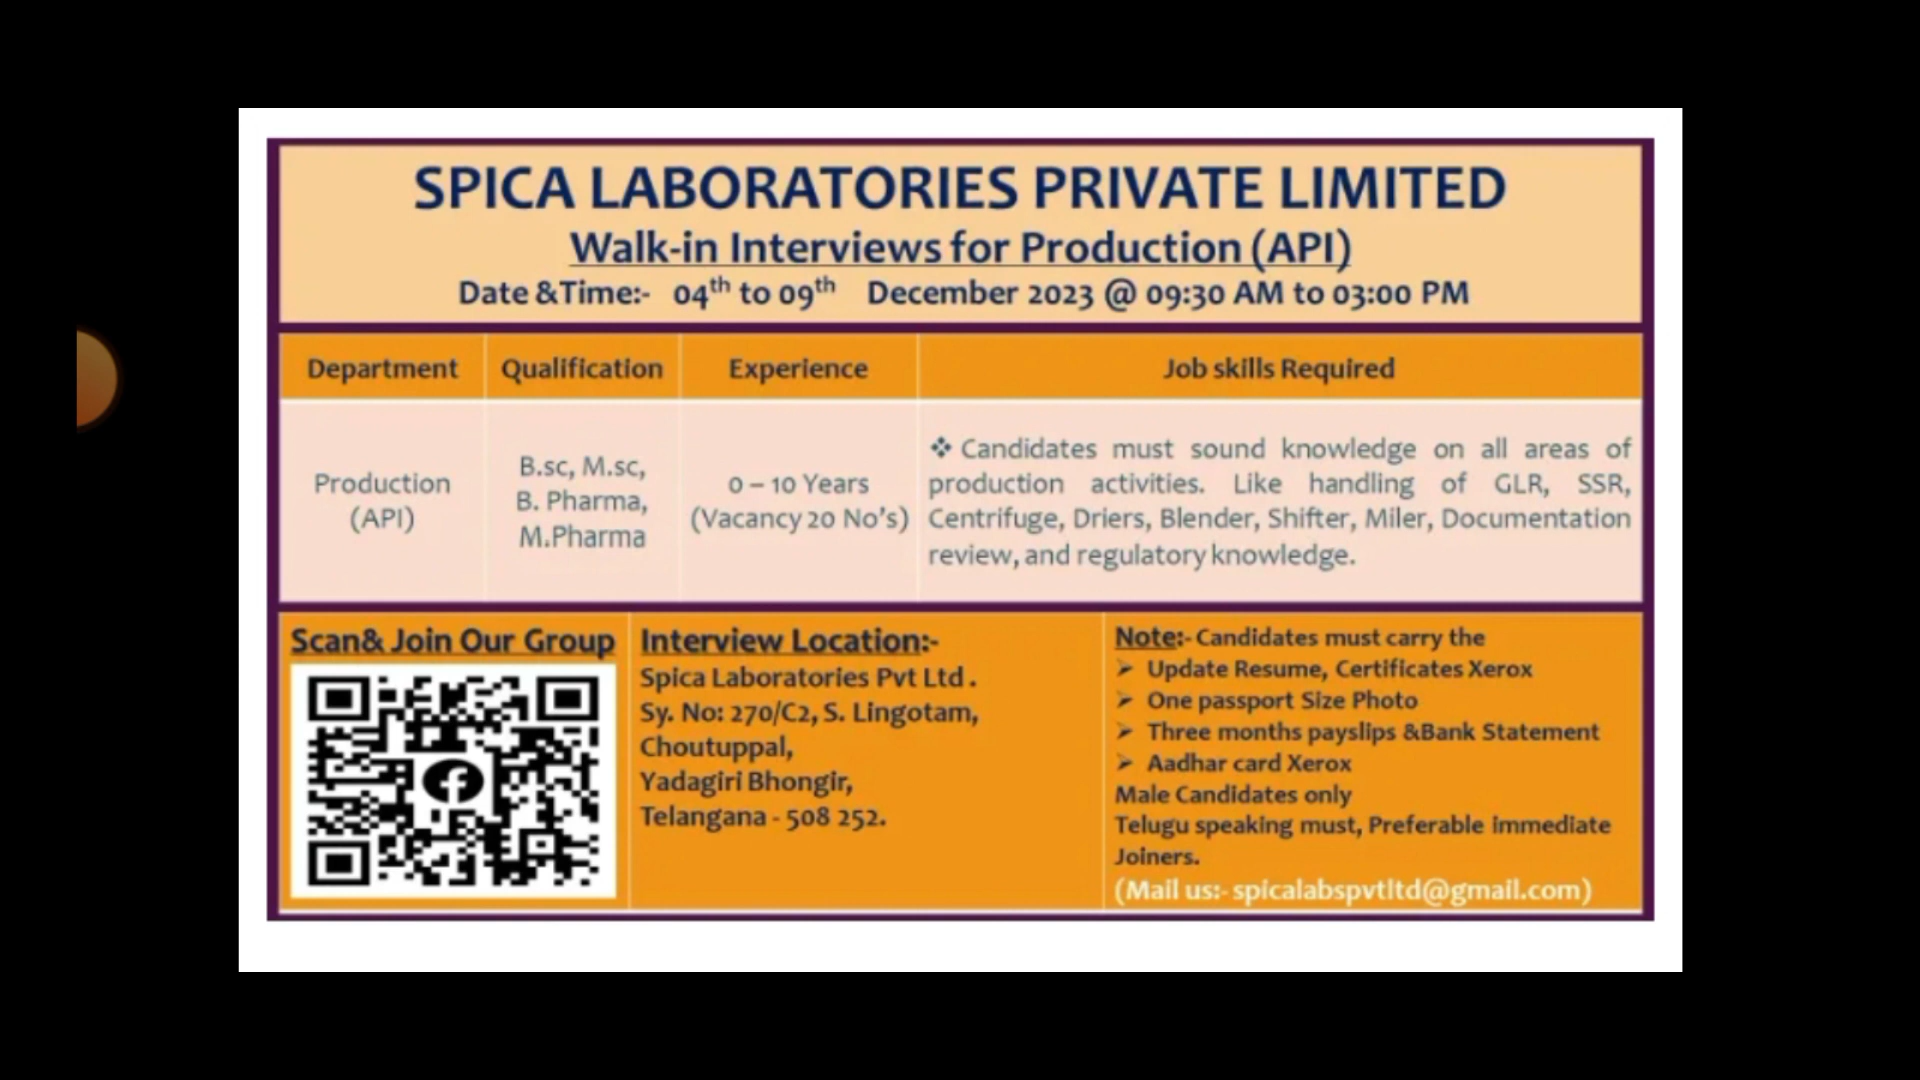 SPICA LABORATORIES PRIVATE LIMITED
Walk-in Interviews for Production (API)
Date &Time:- 04th to 09th December 2023 @ 09:30 AM to 03:00 PM
Department Qualification Experience Job skills Required
Production
(API)
B.sc, M.sc,
B. Pharma,
M.Pharma
0 – 10 Years
(Vacancy 20 No's)
❖ Candidates must sound knowledge on all areas of
production activities. Like handling of GLR, SSR,
Centrifuge, Driers, Blender, Shifter, Miler, Documentation
review, and regulatory knowledge.
Scan& Join Our Group
Interview Location:-
Spica Laboratories Pvt Ltd .
Sy. No: 270/C2, S. Lingotam,
Choutuppal,
Yadagiri Bhongir,
Telangana - 508 252.
Note:- Candidates must carry the
➢ Update Resume, Certificates Xerox
➢ One passport Size Photo
➢ Three months payslips &Bank Statement
➢ Aadhar card Xerox
Male Candidates only
Telugu speaking must, Preferable immediate
Joiners.
(Mail us:- spicalabspvtltd@gmail.com)